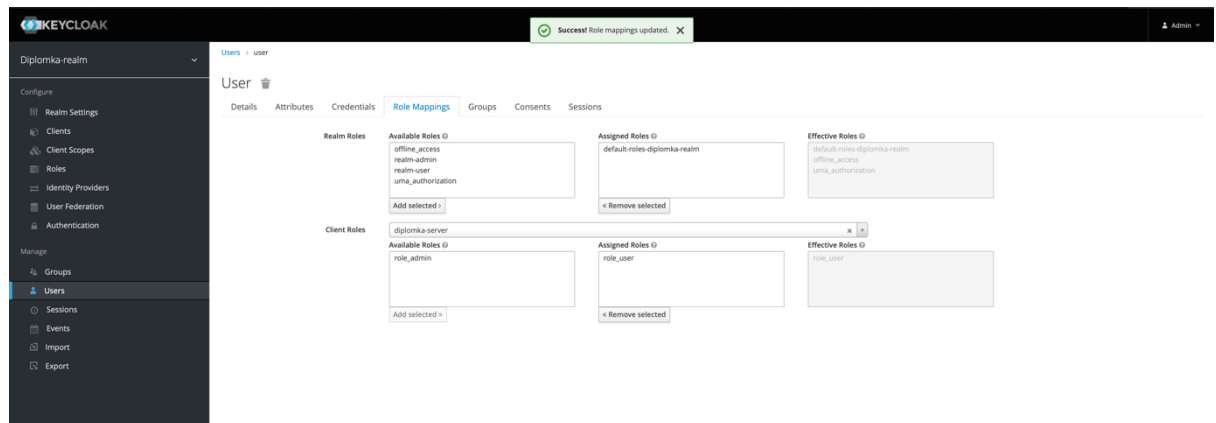 KEYCLOAK
Success! Role mappings updated.
Admin
Diplomka-realm
Configure
Realm Settings
Clients
Client Scopes
Roles
Identity Providers
User Federation
Authentication
Manage
Groups
Users
Sessions
Events
Import
Export
Users > user
User
Details Attributes Credentials Role Mappings Groups Consents Sessions
Realm Roles
Available Roles
offline_access
realm-admin
realm-user
uma_authorization
Add selected >
Assigned Roles
default-roles-diplomka-realm
« Remove selected
Effective Roles
default-roles-diplomka-realm
offline_access
uma_authorization
Client Roles
diplomka-server
Available Roles
role_admin
Add selected »
Assigned Roles
role_user
« Remove selected
Effective Roles
role_user